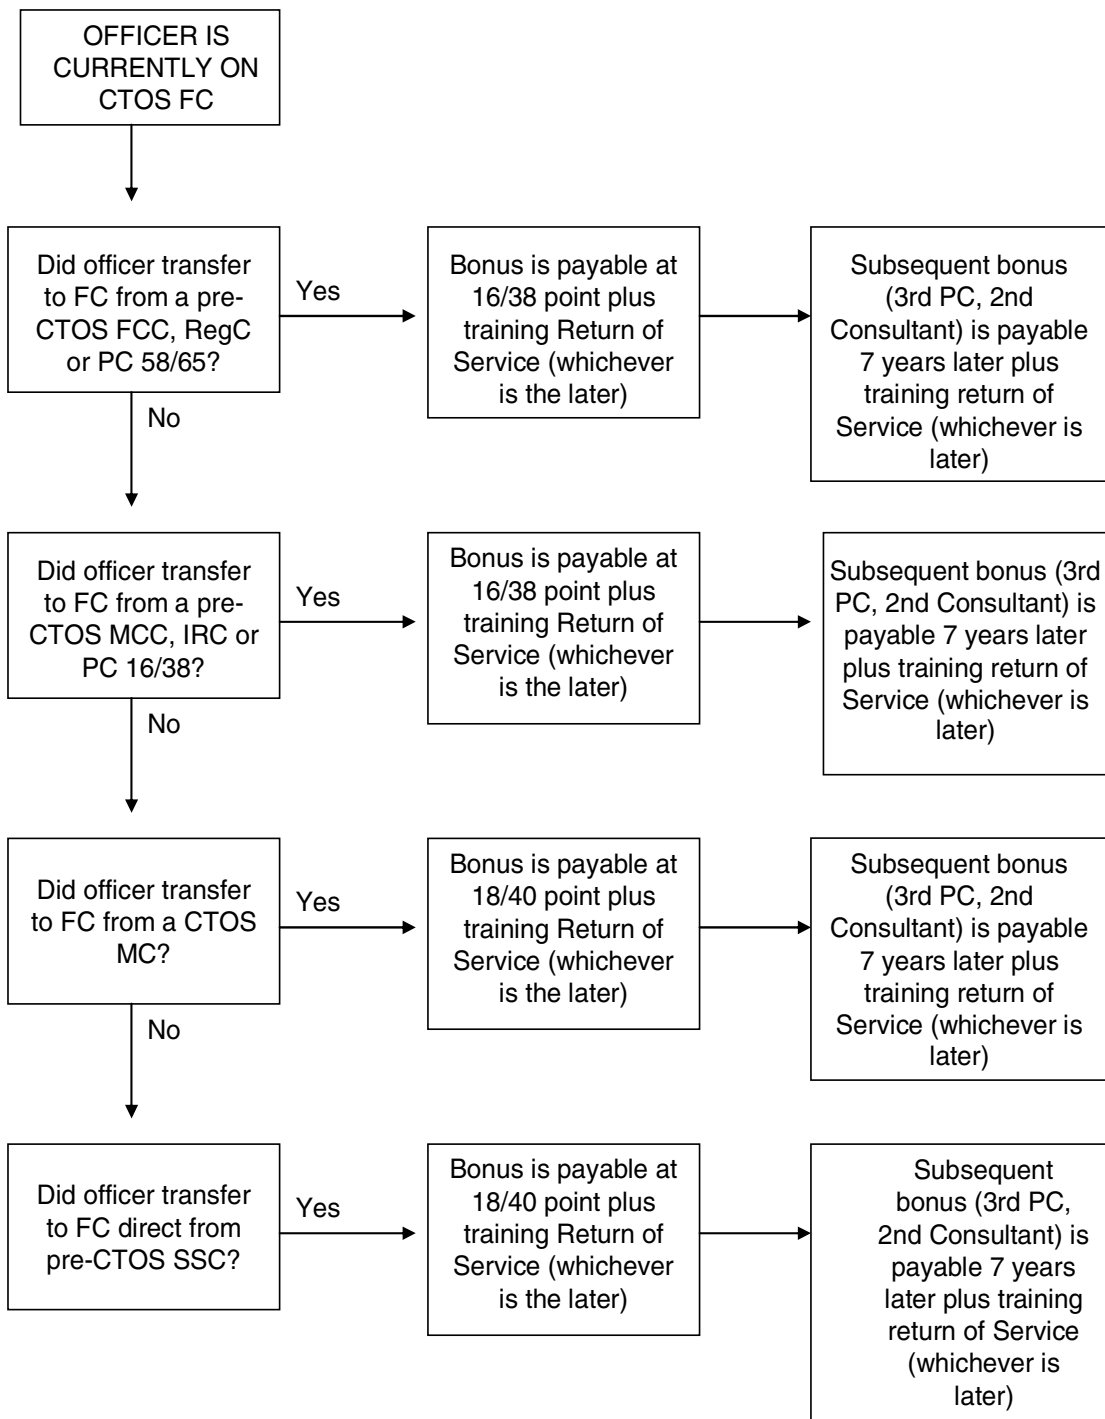 OFFICER IS
CURRENTLY ON
CTOS FC
Did officer transfer
to FC from a pre-
CTOS FCC, RegC
or PC 58/65?
Yes
Bonus is payable at
16/38 point plus
training Return of
Service (whichever
is the later)
Subsequent bonus
(3rd PC, 2nd
Consultant) is payable
7 years later plus
training return of
Service (whichever is
later)
No
Did officer transfer
to FC from a pre-
CTOS MCC, IRC or
PC 16/38?
Yes
Bonus is payable at
16/38 point plus
training Return of
Service (whichever
is the later)
Subsequent bonus (3rd
PC, 2nd Consultant) is
payable 7 years later
plus training return of
Service (whichever is
later)
No
Did officer transfer
to FC from a CTOS
MC?
Yes
Bonus is payable at
18/40 point plus
training Return of
Service (whichever
is the later)
Subsequent bonus
(3rd PC, 2nd
Consultant) is payable
7 years later plus
training return of
Service (whichever is
later)
No
Did officer transfer
to FC direct from
pre-CTOS SSC?
Yes
Bonus is payable at
18/40 point plus
training Return of
Service (whichever
is the later)
Subsequent
bonus (3rd PC,
2nd Consultant) is
payable 7 years
later plus training
return of Service
(whichever is
later)